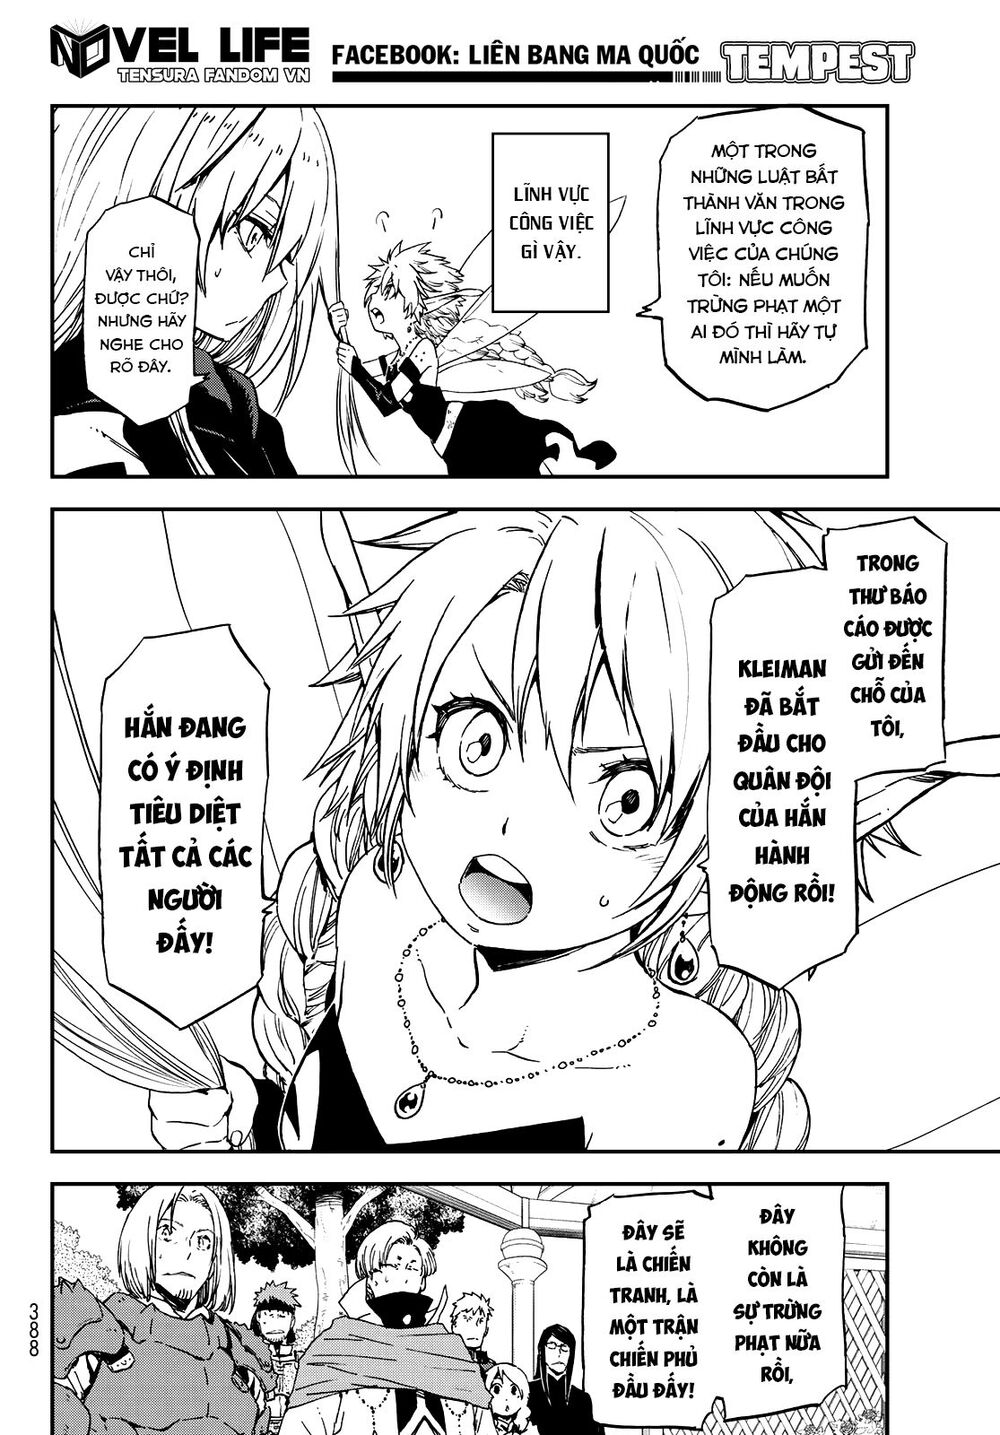 NOVEL LIFE
TENSURA FANDOM VN
FACEBOOK: LIÊN BANG MA QUỐC
TEMPEST
MỘT TRONG
NHỮNG LUẬT BẤT
THÀNH VĂN TRONG
LĨNH VỰC CÔNG
VIỆC CỦA CHÚNG
TÔI: NẾU MUỐN
TRỪNG PHẠT MỘT
AI ĐÓ THÌ HÃY TỰ
MÌNH LÀM.
LĨNH VỰC
CÔNG VIỆC
GÌ VẬY.
CHỈ
VẬY THÔI,
ĐƯỢC CHỨ?
NHƯNG HÃY
NGHE CHO
RÕ ĐÂY.
TRONG
THƯ BÁO
CÁO ĐƯỢC
GỬI ĐẾN
CHỖ CỦA
TÔI,
KLEIMAN
ĐÃ BẮT
ĐẦU CHO
QUÂN ĐỘI
CỦA HẮN
HÀNH
ĐỘNG RỒI!
HẮN ĐANG
CÓ Ý ĐỊNH
TIÊU DIỆT
TẤT CẢ CÁC
NGƯỜI
ĐẤY!
ĐÂY
KHÔNG
CÒN LÀ
SỰ TRỪNG
PHẠT NỮA
RỒI,
ĐÂY SẼ
LÀ CHIẾN
TRANH, LÀ
MỘT TRẬN
CHIẾN PHỦ
ĐẦU ĐẤY!
388